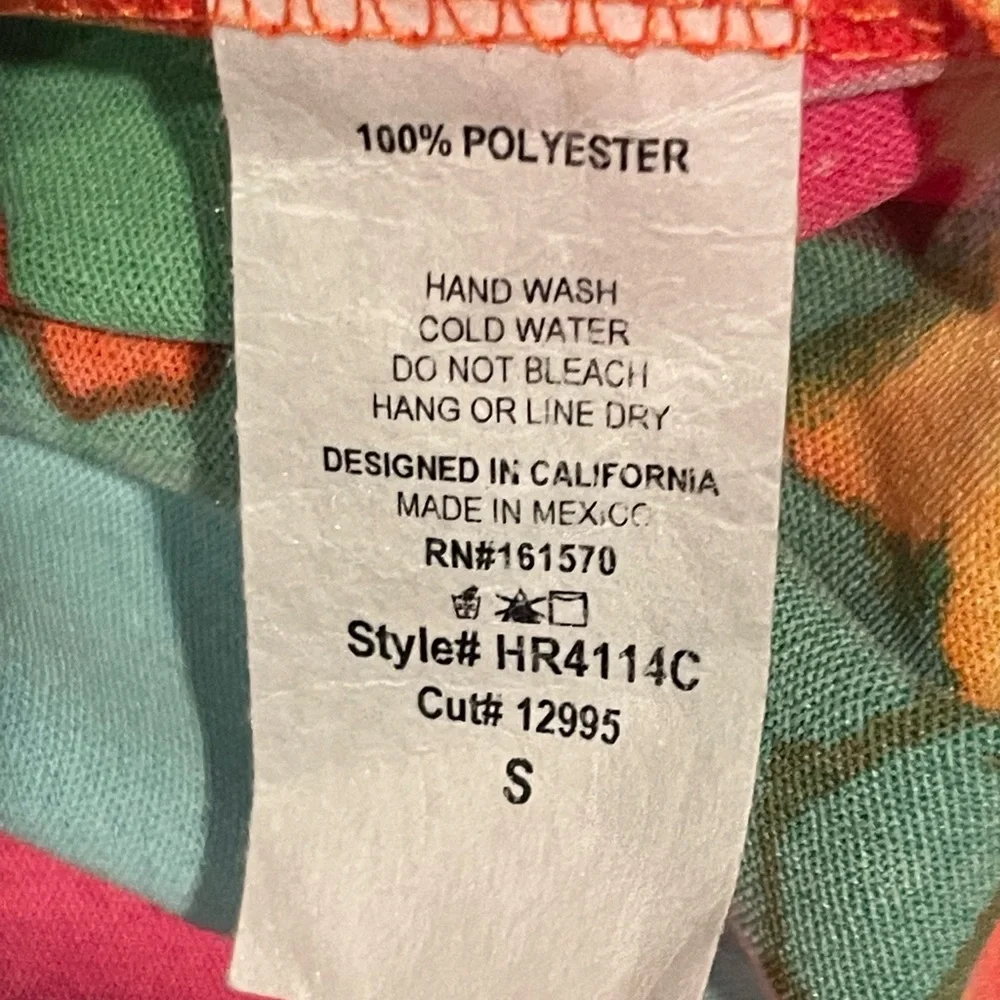 100% POLYESTER
HAND WASH
COLD WATER
DO NOT BLEACH
HANG OR LINE DRY
DESIGNED IN CALIFORNIA
MADE IN MEXICO
RN#161570
Style# HR4114C
Cut# 12995
S